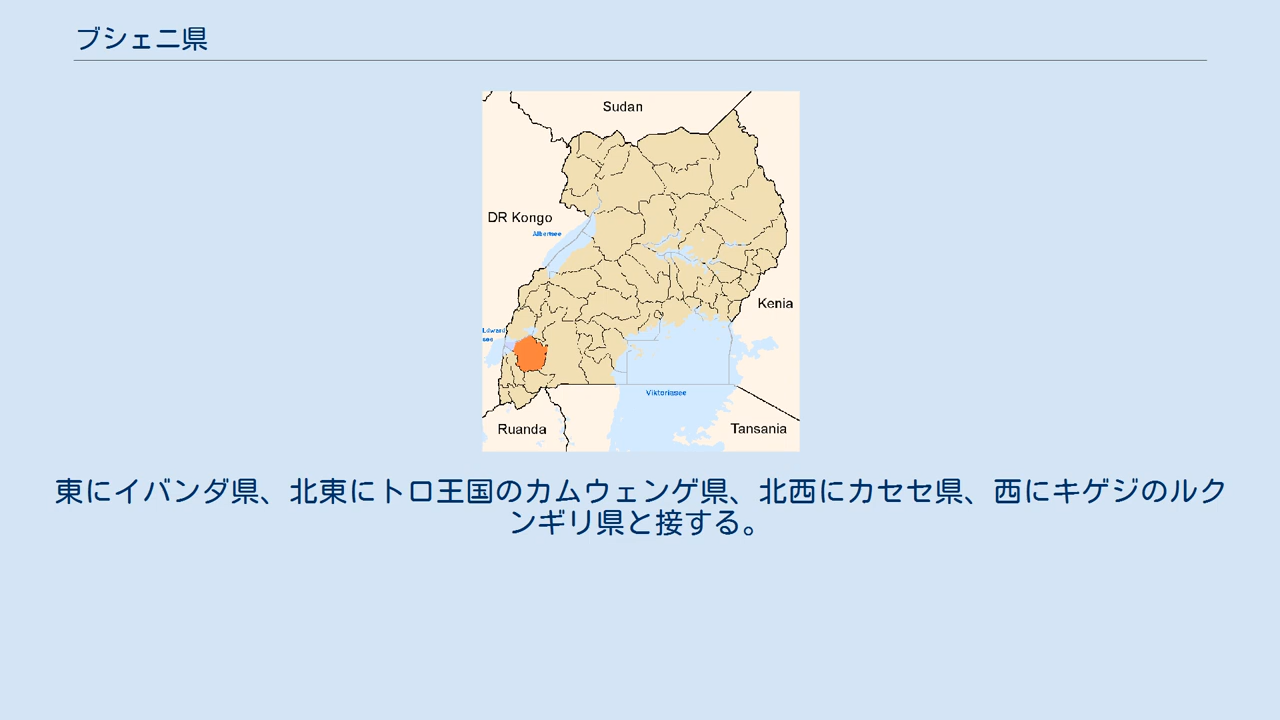 ブシェニ県
Sudan
DR Kongo
Albertsee
Kenia
Edward
see
Viktoriasee
Ruanda
Tansania
東にイバンダ県、北東にトロ王国のカムウェンゲ県、北西にカセセ県、西にキゲジのルク
ンギリ県と接する。